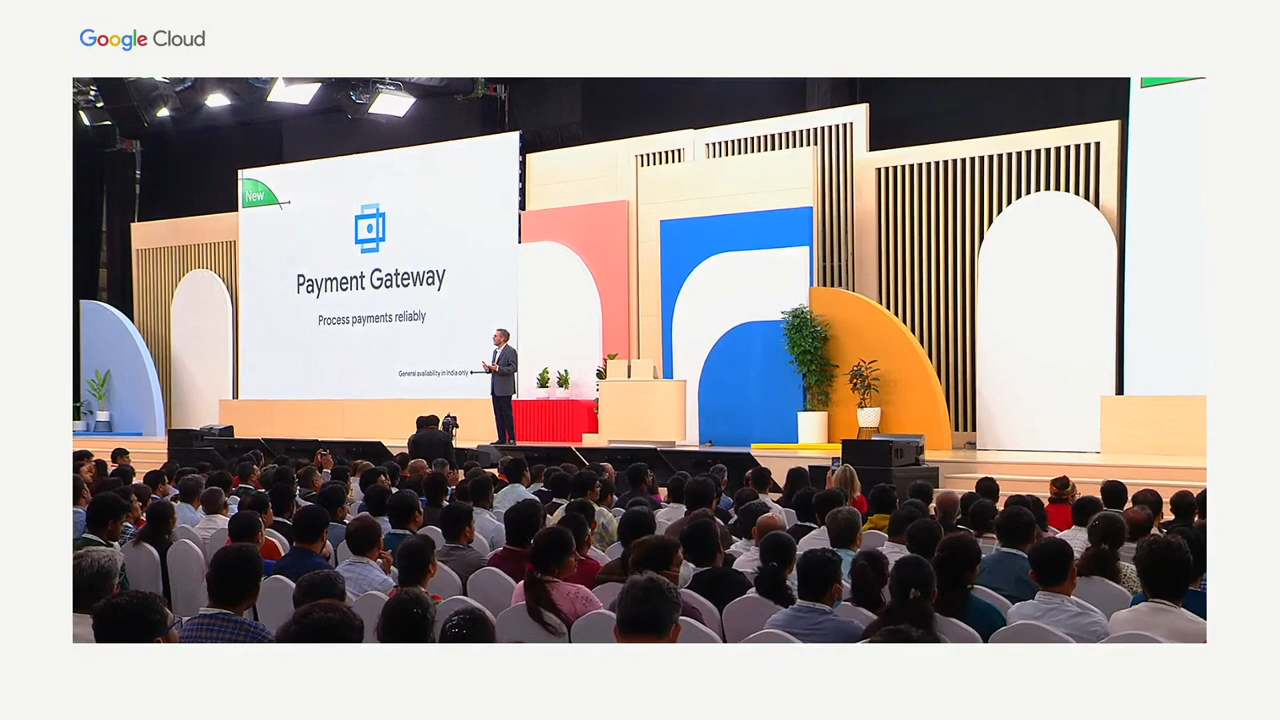 Google Cloud
New
Payment Gateway
Process payments reliably
General availability in India only